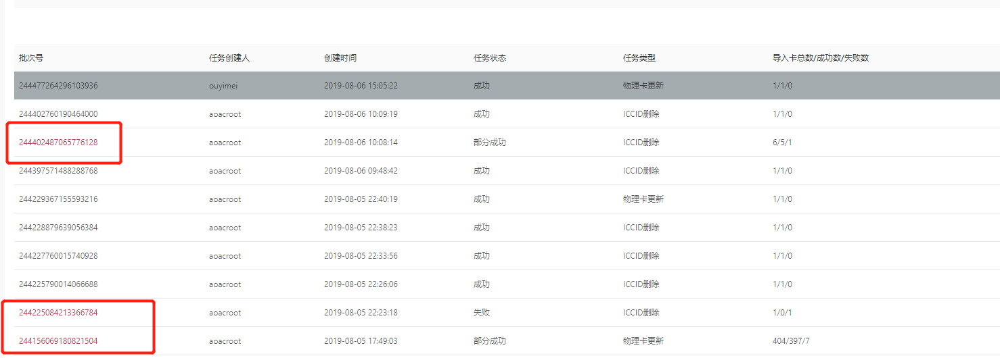 批次号 任务创建人 创建时间 任务状态 任务类型 导入卡总数/成功数/失败数
244477264296103936 ouyimei 2019-08-06 15:05:22 成功 物理卡更新 1/1/0
244402760190464000 aoacroot 2019-08-06 10:09:19 成功 ICCID删除 1/1/0
244402487065776128 aoacroot 2019-08-06 10:08:14 部分成功 ICCID删除 6/5/1
244397571488288768 aoacroot 2019-08-06 09:48:42 成功 ICCID删除 1/1/0
244229367155593216 aoacroot 2019-08-05 22:40:19 成功 物理卡更新 1/1/0
244228879639056384 aoacroot 2019-08-05 22:38:23 成功 ICCID删除 1/1/0
244227760015740928 aoacroot 2019-08-05 22:33:56 成功 ICCID删除 1/1/0
244225790014066688 aoacroot 2019-08-05 22:26:06 成功 ICCID删除 1/1/0
244225084213366784 aoacroot 2019-08-05 22:23:18 失败 ICCID删除 1/0/1
244156069180821504 aoacroot 2019-08-05 17:49:03 部分成功 物理卡更新 404/397/7